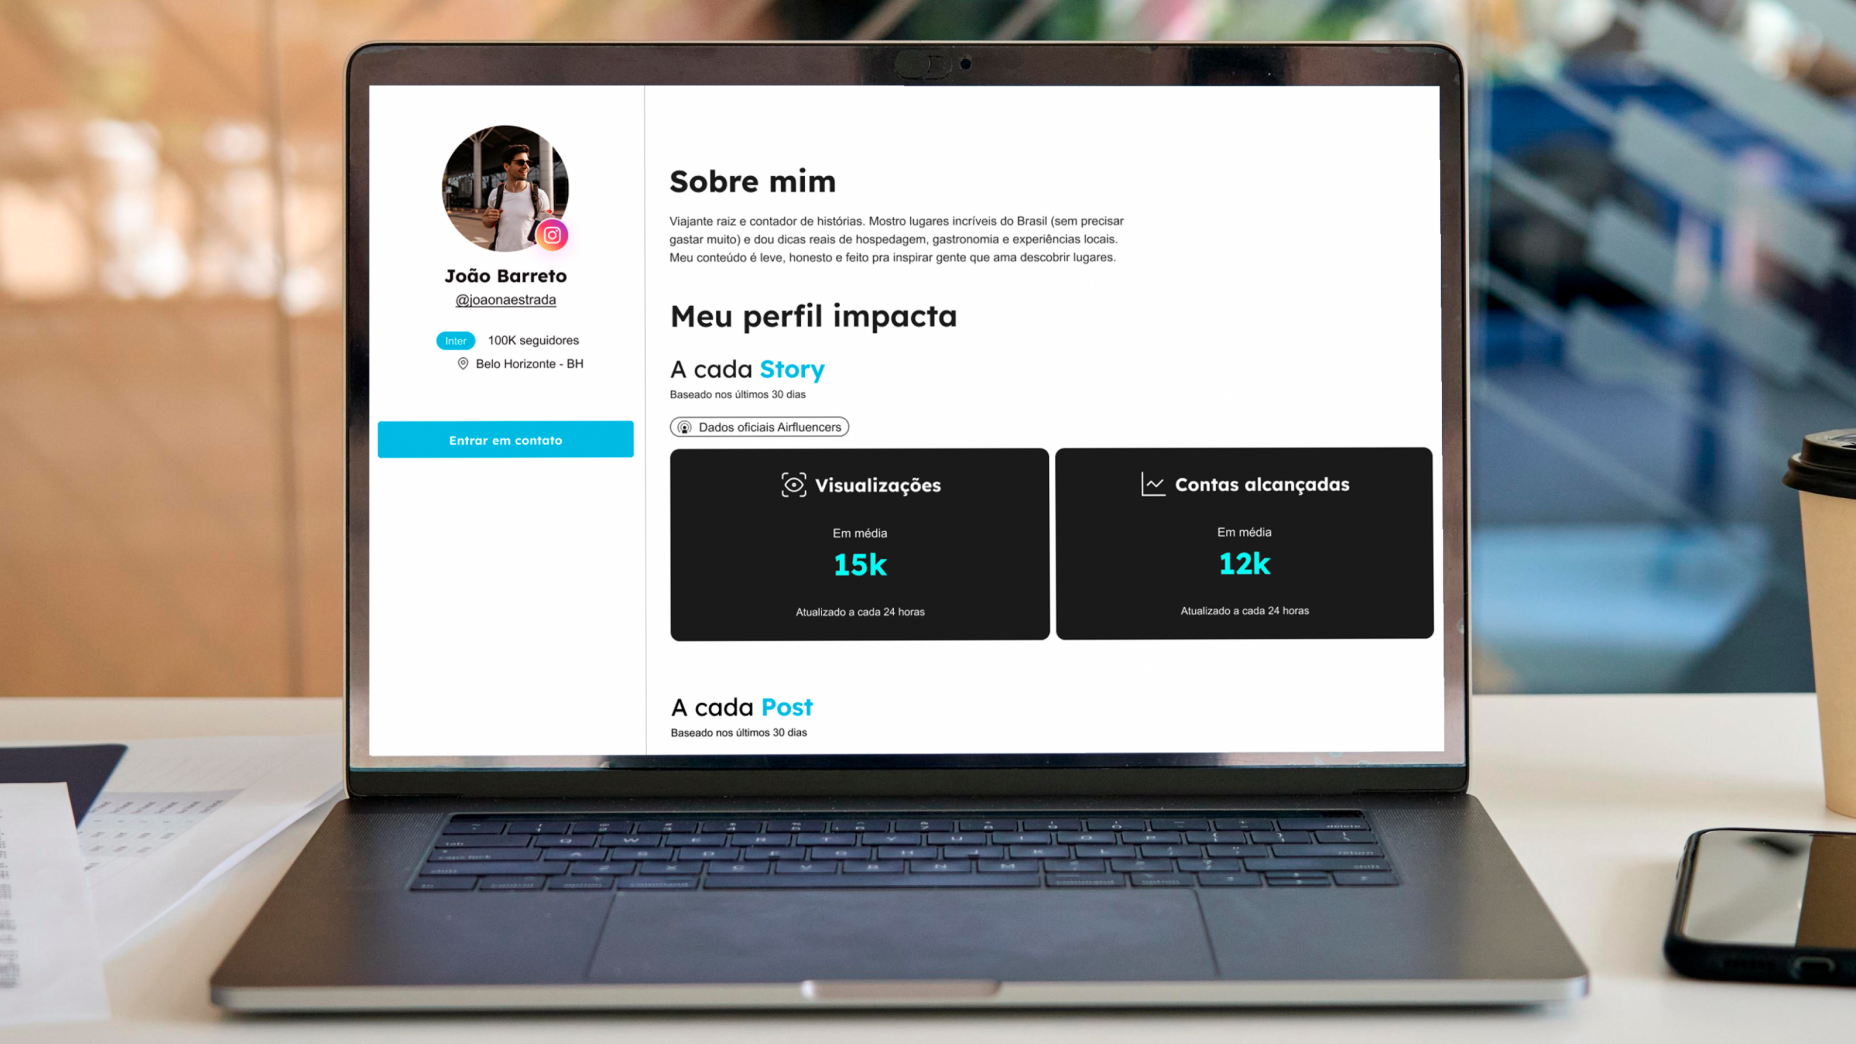 João Barreto
@joaonaestrada
Inter 100K seguidores
Belo Horizonte - BH
Entrar em contato
Sobre mim
Viajante raiz e contador de histórias. Mostro lugares incríveis do Brasil (sem precisar
gastar muito) e dou dicas reais de hospedagem, gastronomia e experiências locais.
Meu conteúdo é leve, honesto e feito pra inspirar gente que ama descobrir lugares.
Meu perfil impacta
A cada Story
Baseado nos últimos 30 dias
Dados oficiais Airfluencers
Visualizações
Em média
15k
Atualizado a cada 24 horas
Contas alcançadas
Em média
12k
Atualizado a cada 24 horas
A cada Post
Baseado nos últimos 30 dias